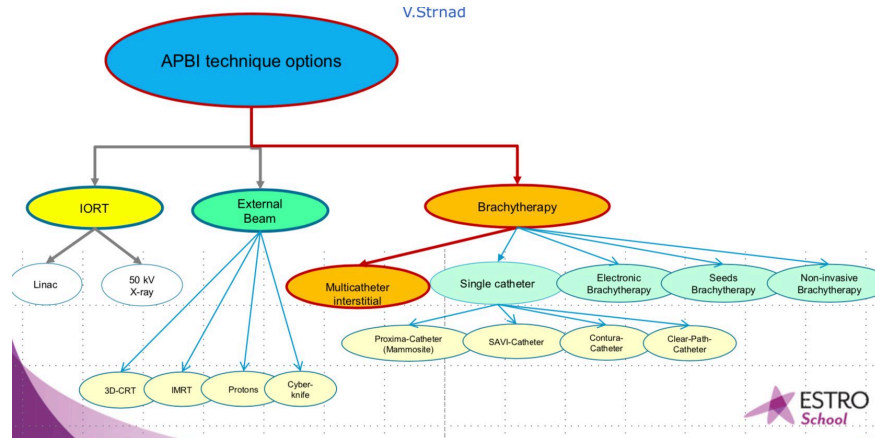 V.Strnad
APBI technique options
IORT
External
Beam
Brachytherapy
Linac
50 kV
X-ray
Multicatheter
interstitial
Single catheter
Electronic
Brachytherapy
Seeds
Brachytherapy
Non-invasive
Brachytherapy
Proxima-Catheter
(Mammosite)
SAVI-Catheter
Contura-
Catheter
Clear-Path-
Catheter
3D-CRT
IMRT
Protons
Cyber-
knife
ESTRO
School